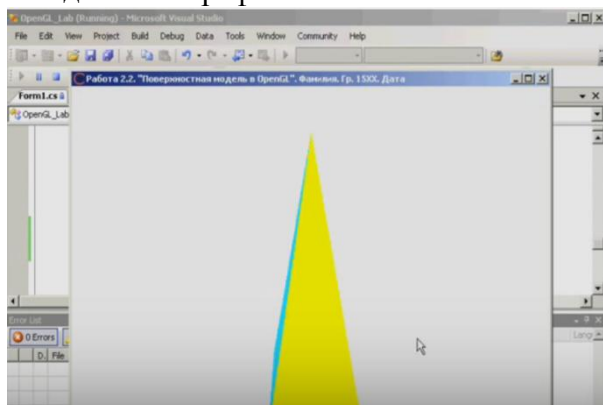 OpenGL_Lab (Running) - Microsoft Visual Studio
File Edit View Project Build Debug Data Tools Window Community Help
Работа 2.2. "Поверхностная модель в OpenGL". Фамилия. Гр. 15XX. Дата
Form1.cs
OpenGL_Lab
Error List
0 Errors
D. File